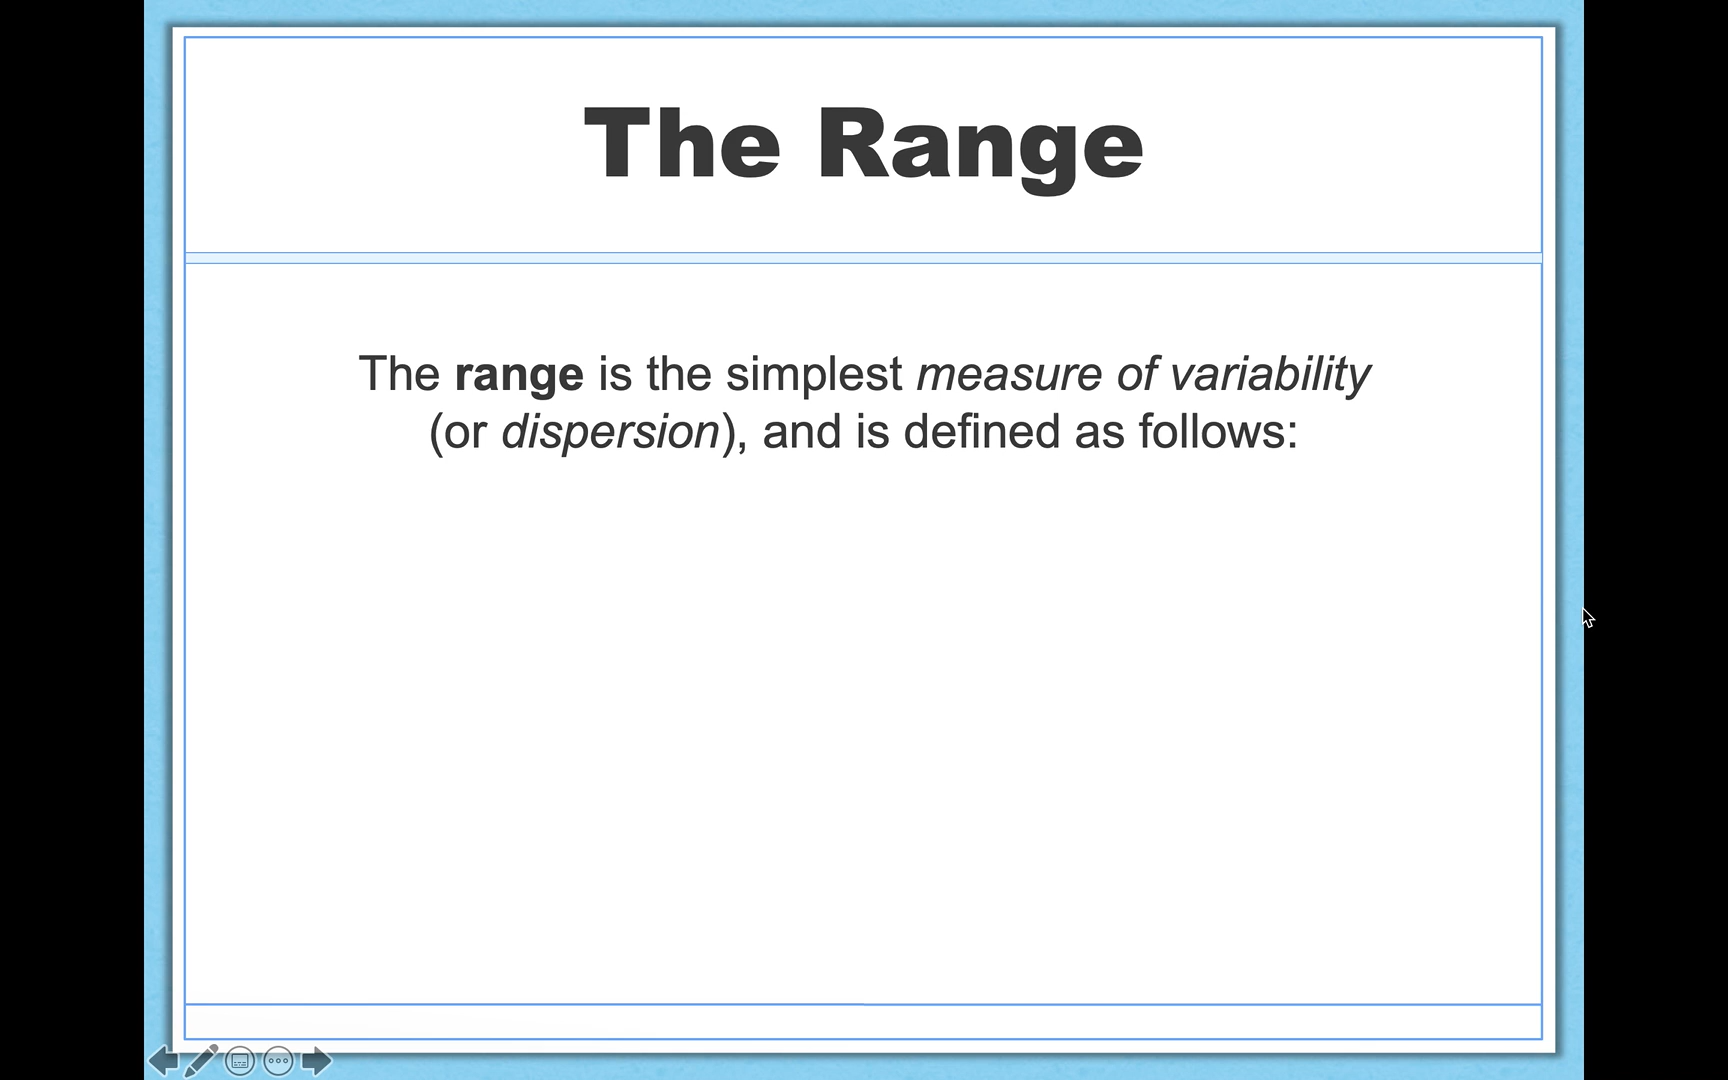 The Range
The range is the simplest measure of variability
(or dispersion), and is defined as follows: